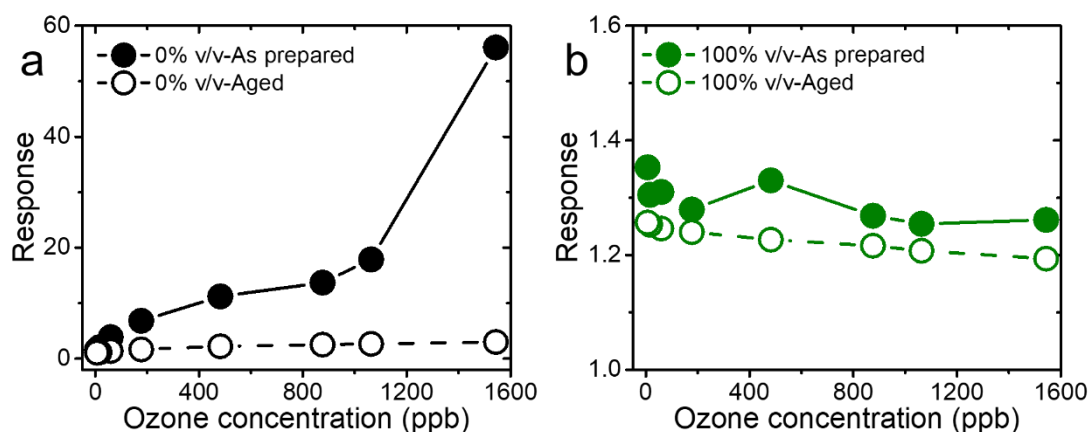 a
0% v/v-As prepared
0% v/v-Aged
Response
60
40
20
0
0
400
800
1200
1600
Ozone concentration (ppb)
b
100% v/v-As prepared
100% v/v-Aged
Response
1.6
1.4
1.2
1.0
0
400
800
1200
1600
Ozone concentration (ppb)